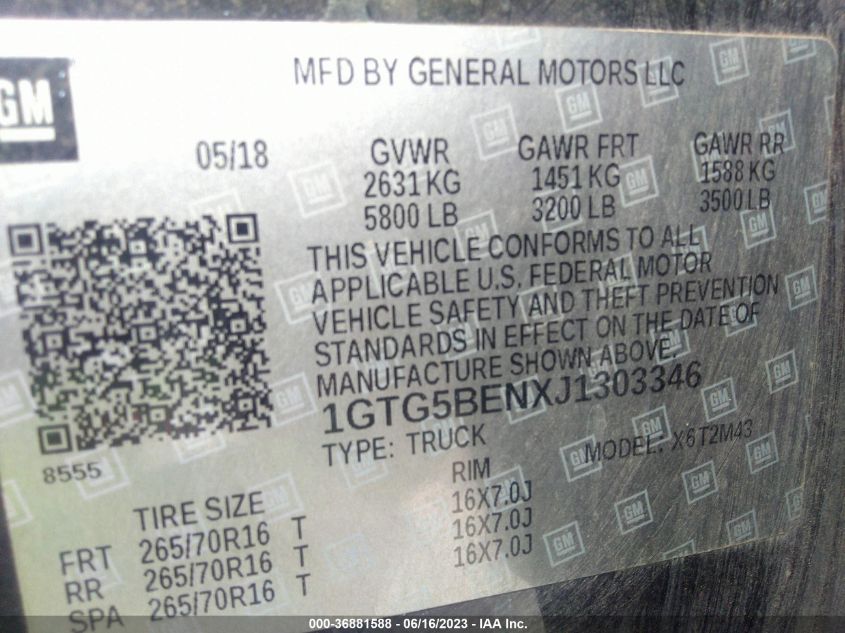 GM
MFD BY GENERAL MOTORS LLC
05/18 GVWR GAWR FRT GAWR RR
2631 KG 1451 KG 1588 KG
5800 LB 3200 LB 3500 LB
THIS VEHICLE CONFORMS TO ALL
APPLICABLE U.S. FEDERAL MOTOR
VEHICLE SAFETY AND THEFT PREVENTION
STANDARDS IN EFFECT ON THE DATE OF
MANUFACTURE SHOWN ABOVE.
1GTG5BENXJ1303346
TYPE: TRUCK MODEL: X6T2M43
8555
TIRE SIZE RIM
FRT 265/70R16 T 16X7.0J
RR 265/70R16 T 16X7.0J
SPA 265/70R16 T 16X7.0J
000-36881588 - 06/16/2023 - IAA Inc.